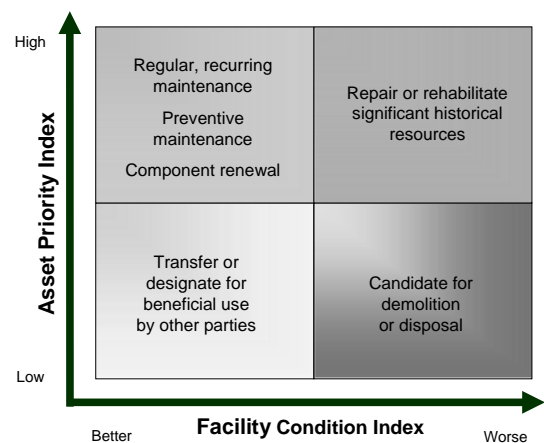 High
Regular, recurring
maintenance
Preventive
maintenance
Component renewal
Repair or rehabilitate
significant historical
resources
Asset Priority Index
Transfer or
designate for
beneficial use
by other parties
Candidate for
demolition
or disposal
Low
Better
Facility Condition Index
Worse